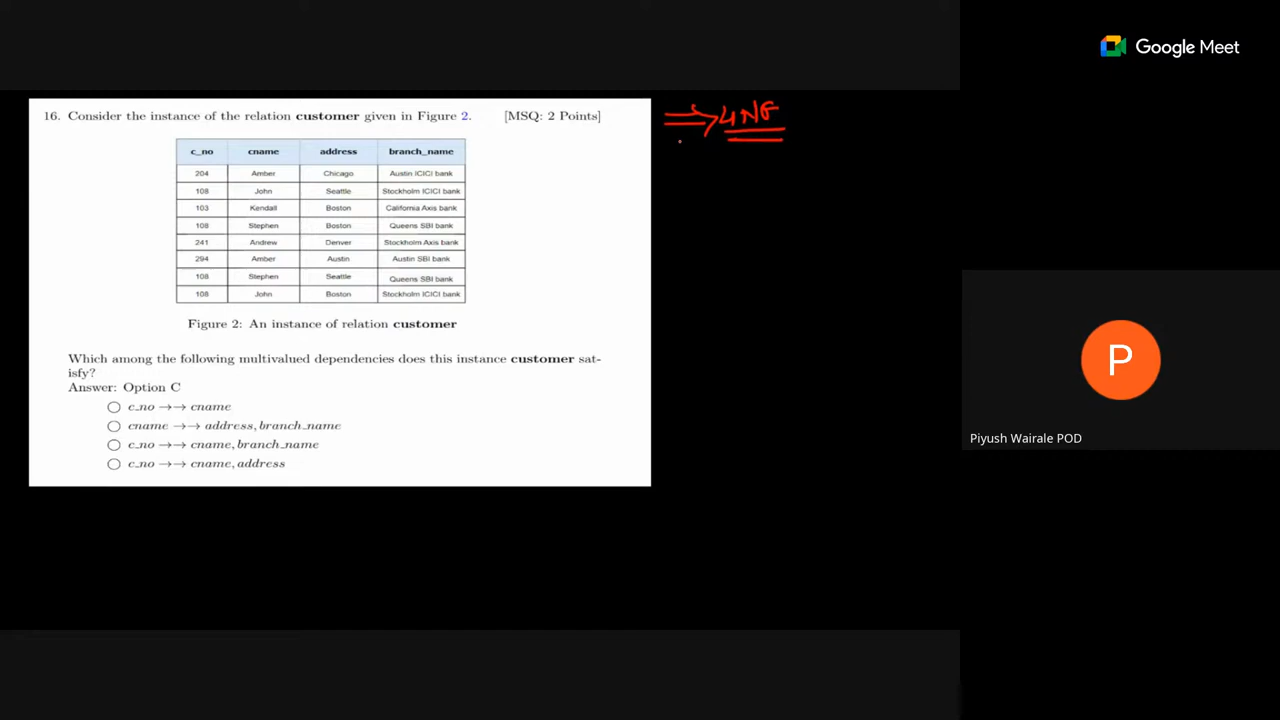 Google Meet
16. Consider the instance of the relation customer given in Figure 2. [MSQ: 2 Points]
⇒ 4NF
c_no cname address branch_name
204 Amber Chicago Austin ICICI bank
108 John Seattle Stockholm ICICI bank
103 Kendall Boston California Axis bank
108 Stephen Boston Queens SBI bank
241 Andrew Denver Stockholm Axis bank
294 Amber Austin Austin SBI bank
108 Stephen Seattle Queens SBI bank
108 John Boston Stockholm ICICI bank
Figure 2: An instance of relation customer
Which among the following multivalued dependencies does this instance customer sat-
isfy?
Answer: Option C
c_no →→ cname
cname →→ address, branch_name
c_no →→ cname, branch_name
c_no →→ cname, address
P
Piyush Wairale POD